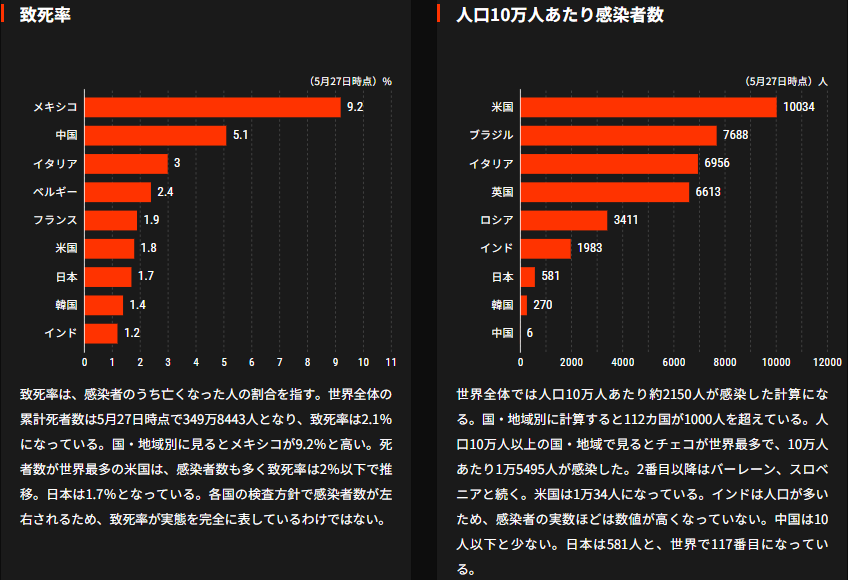 致死率
（5月27日時点）%
メキシコ 9.2
中国 5.1
イタリア 3
ベルギー 2.4
フランス 1.9
米国 1.8
日本 1.7
韓国 1.4
インド 1.2
0 1 2 3 4 5 6 7 8 9 10 11
致死率は、感染者のうち亡くなった人の割合を指す。世界全体の
累計死者数は5月27日時点で349万8443人となり、致死率は2.1%
になっている。国・地域別に見るとメキシコが9.2%と高い。死
者数が世界最多の米国は、感染者数も多く致死率は2%以下で推
移。日本は1.7%となっている。各国の検査方針で感染者数が左
右されるため、致死率が実態を完全に表しているわけではない。
人口10万人あたり感染者数
（5月27日時点）人
米国 10034
ブラジル 7688
イタリア 6956
英国 6613
ロシア 3411
インド 1983
日本 581
韓国 270
中国 6
0 2000 4000 6000 8000 10000 12000
世界全体では人口10万人あたり約2150人が感染した計算にな
る。国・地域別に計算すると112カ国が1000人を超えている。人
口10万人以上の国・地域で見るとチェコが世界最多で、10万人
あたり1万5495人が感染した。2番目以降はバーレーン、スロベ
ニアと続く。米国は1万34人になっている。インドは人口が多い
ため、感染者の実数ほどは数値が高くなっていない。中国は10
人以下と少ない。日本は581人と、世界で117番目になってい
る。